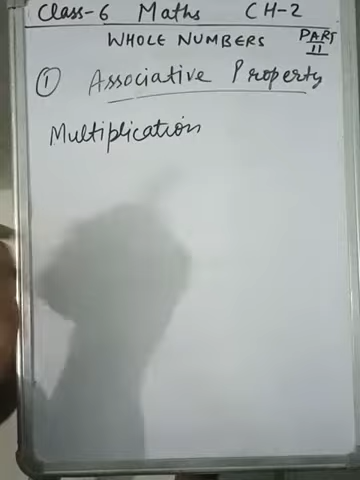 Class-6 Maths CH-2
WHOLE NUMBERS PART II
① Associative Property
Multiplication